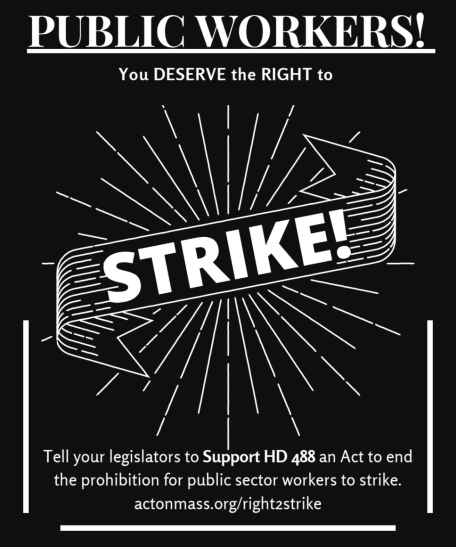 PUBLIC WORKERS!
You DESERVE the RIGHT to
STRIKE!
Tell your legislators to Support HD 488 an Act to end
the prohibition for public sector workers to strike.
actonmass.org/right2strike